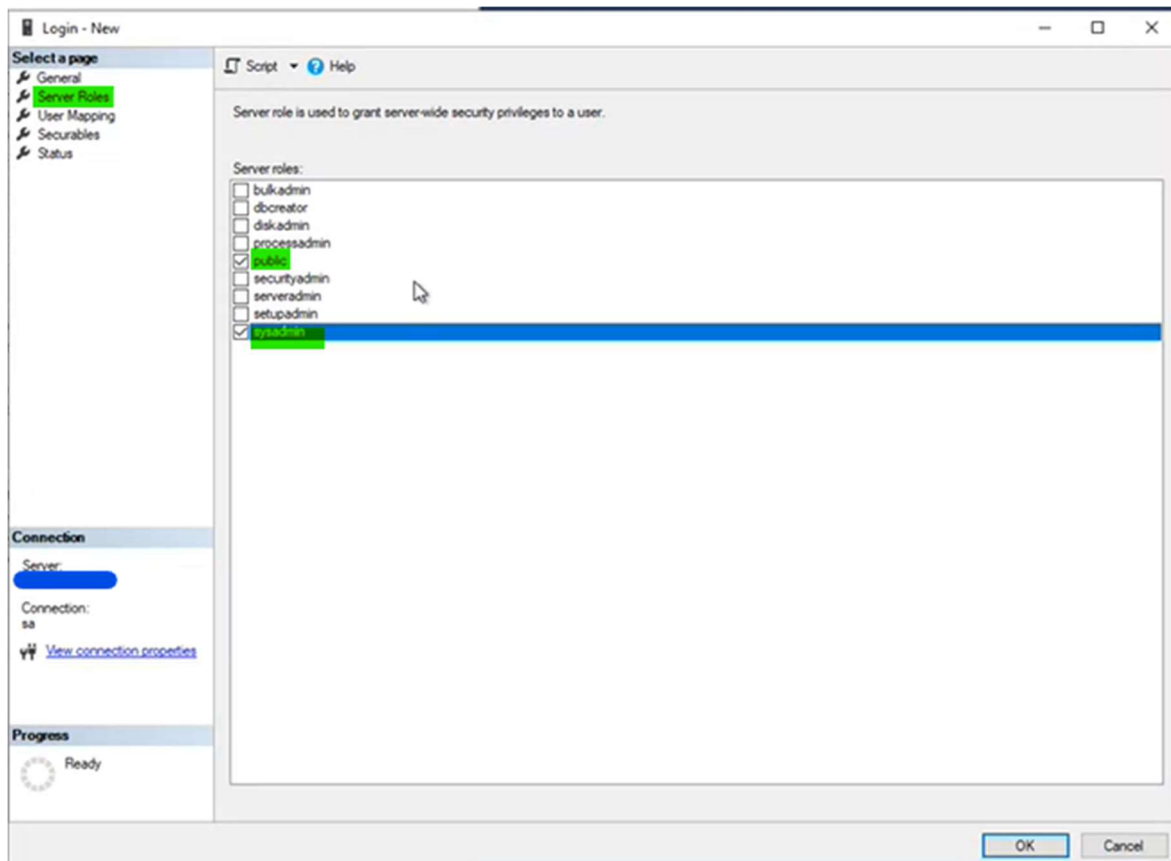 Login - New
Select a page
General
Server Roles
User Mapping
Securables
Status
Script
Help
Server role is used to grant server-wide security privileges to a user.
Server roles:
bulkadmin
dbcreator
diskadmin
processadmin
public
securityadmin
serveradmin
setupadmin
sysadmin
Connection
Server:
Connection:
sa
View connection properties
Progress
Ready
OK
Cancel